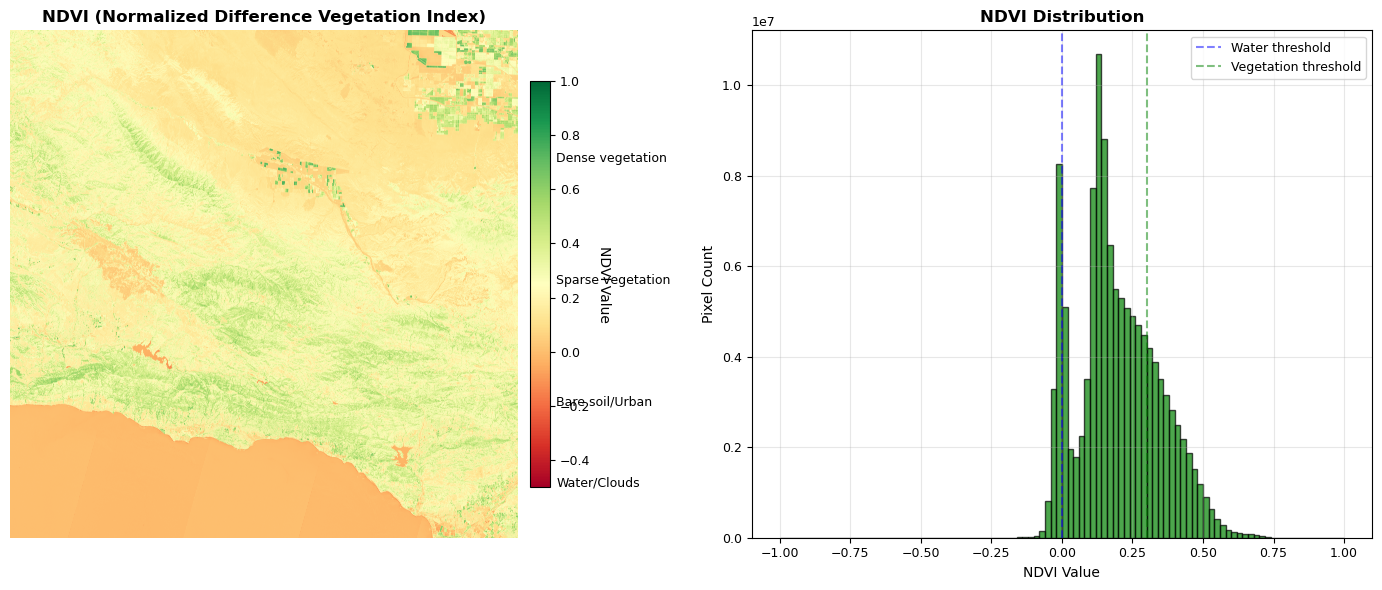 NDVI (Normalized Difference Vegetation Index)
1.0
0.8
Dense vegetation
0.6
0.4
Sparse vegetation
0.2
0.0
Bare soil/Urban
−0.2
−0.4
Water/Clouds
NDVI Value
NDVI Distribution
1e7
Water threshold
Vegetation threshold
Pixel Count
1.0
0.8
0.6
0.4
0.2
0.0
−1.00 −0.75 −0.50 −0.25 0.00 0.25 0.50 0.75 1.00
NDVI Value